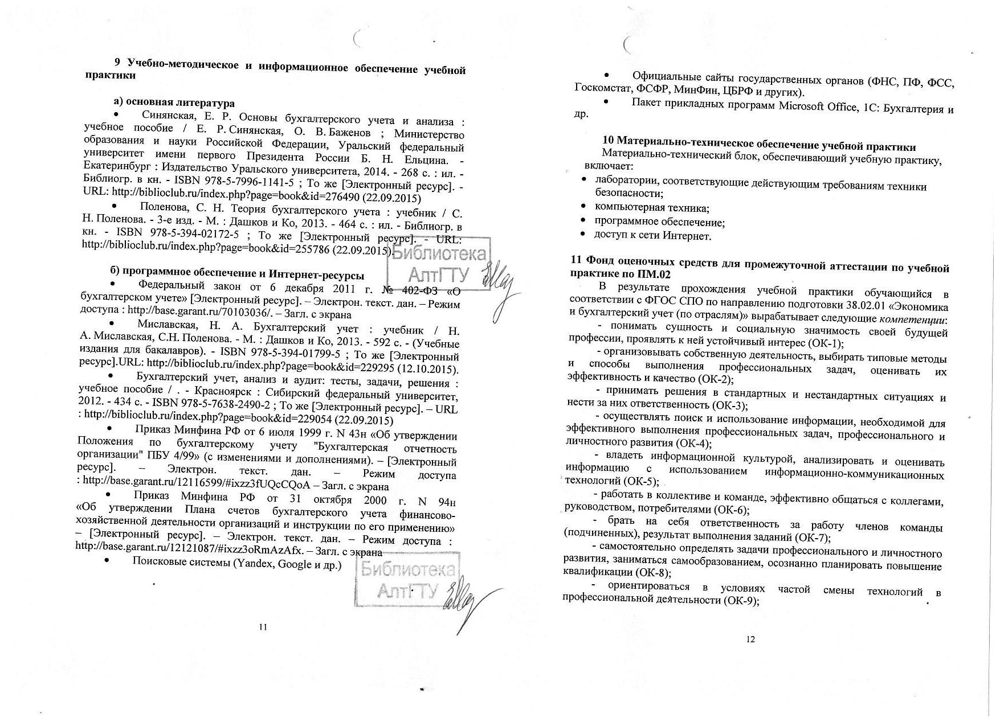 9 Учебно-методическое и информационное обеспечение учебной
практики
а) основная литература
• Синянская, Е. Р. Основы бухгалтерского учета и анализа :
учебное пособие / Е. Р. Синянская, О. В. Баженов ; Министерство
образования и науки Российской Федерации, Уральский федеральный
университет имени первого Президента России Б. Н. Ельцина. -
Екатеринбург : Издательство Уральского университета, 2014. - 268 с. : ил. -
Библиогр. в кн. - ISBN 978-5-7996-1141-5 ; То же [Электронный ресурс]. -
URL: http://biblioclub.ru/index.php?page=book&id=276490 (22.09.2015)
• Поленова, С. Н. Теория бухгалтерского учета : учебник / С.
Н. Поленова. - 3-е изд. - М. : Дашков и Ко, 2013. - 464 с. : ил. - Библиогр. в
кн. - ISBN 978-5-394-02172-5 ; То же [Электронный ресурс]. - URL:
http://biblioclub.ru/index.php?page=book&id=255786 (22.09.2015).
Библиотека
АлтГТУ
б) программное обеспечение и Интернет-ресурсы
• Федеральный закон от 6 декабря 2011 г. № 402-ФЗ «О
бухгалтерском учете» [Электронный ресурс]. – Электрон. текст. дан. – Режим
доступа : http://base.garant.ru/70103036/. – Загл. с экрана
• Миславская, Н. А. Бухгалтерский учет : учебник / Н.
А. Миславская, С.Н. Поленова. - М. : Дашков и Ко, 2013. - 592 с. - (Учебные
издания для бакалавров). - ISBN 978-5-394-01799-5 ; То же [Электронный
ресурс].URL: http://biblioclub.ru/index.php?page=book&id=229295 (12.10.2015).
• Бухгалтерский учет, анализ и аудит: тесты, задачи, решения :
учебное пособие / . - Красноярск : Сибирский федеральный университет,
2012. - 434 с. - ISBN 978-5-7638-2490-2 ; То же [Электронный ресурс]. – URL
: http://biblioclub.ru/index.php?page=book&id=229054 (22.09.2015)
• Приказ Минфина РФ от 6 июля 1999 г. N 43н «Об утверждении
Положения по бухгалтерскому учету "Бухгалтерская отчетность
организации" ПБУ 4/99» (с изменениями и дополнениями). – [Электронный
ресурс]. – Электрон. текст. дан. – Режим доступа
: http://base.garant.ru/12116599/#ixzz3fUQcCQoA – Загл. с экрана
• Приказ Минфина РФ от 31 октября 2000 г. N 94н
«Об утверждении Плана счетов бухгалтерского учета финансово-
хозяйственной деятельности организаций и инструкции по его применению»
– [Электронный ресурс]. – Электрон. текст. дан. – Режим доступа :
http://base.garant.ru/12121087/#ixzz3oRmAzAfx. – Загл. с экрана
• Поисковые системы (Yandex, Google и др.)
Библиотека
АлтГТУ
11
• Официальные сайты государственных органов (ФНС, ПФ, ФСС,
Госкомстат, ФСФР, МинФин, ЦБРФ и других).
• Пакет прикладных программ Microsoft Office, 1С: Бухгалтерия и
др.
10 Материально-техническое обеспечение учебной практики
Материально-технический блок, обеспечивающий учебную практику,
включает:
• лаборатории, соответствующие действующим требованиям техники
безопасности;
• компьютерная техника;
• программное обеспечение;
• доступ к сети Интернет.
11 Фонд оценочных средств для промежуточной аттестации по учебной
практике по ПМ.02
В результате прохождения учебной практики обучающийся в
соответствии с ФГОС СПО по направлению подготовки 38.02.01 «Экономика
и бухгалтерский учет (по отраслям)» вырабатывает следующие компетенции:
- понимать сущность и социальную значимость своей будущей
профессии, проявлять к ней устойчивый интерес (ОК-1);
- организовывать собственную деятельность, выбирать типовые методы
и способы выполнения профессиональных задач, оценивать их
эффективность и качество (ОК-2);
- принимать решения в стандартных и нестандартных ситуациях и
нести за них ответственность (ОК-3);
- осуществлять поиск и использование информации, необходимой для
эффективного выполнения профессиональных задач, профессионального и
личностного развития (ОК-4);
- владеть информационной культурой, анализировать и оценивать
информацию с использованием информационно-коммуникационных
технологий (ОК-5);
- работать в коллективе и команде, эффективно общаться с коллегами,
руководством, потребителями (ОК-6);
- брать на себя ответственность за работу членов команды
(подчиненных), результат выполнения заданий (ОК-7);
- самостоятельно определять задачи профессионального и личностного
развития, заниматься самообразованием, осознанно планировать повышение
квалификации (ОК-8);
- ориентироваться в условиях частой смены технологий в
профессиональной деятельности (ОК-9);
12